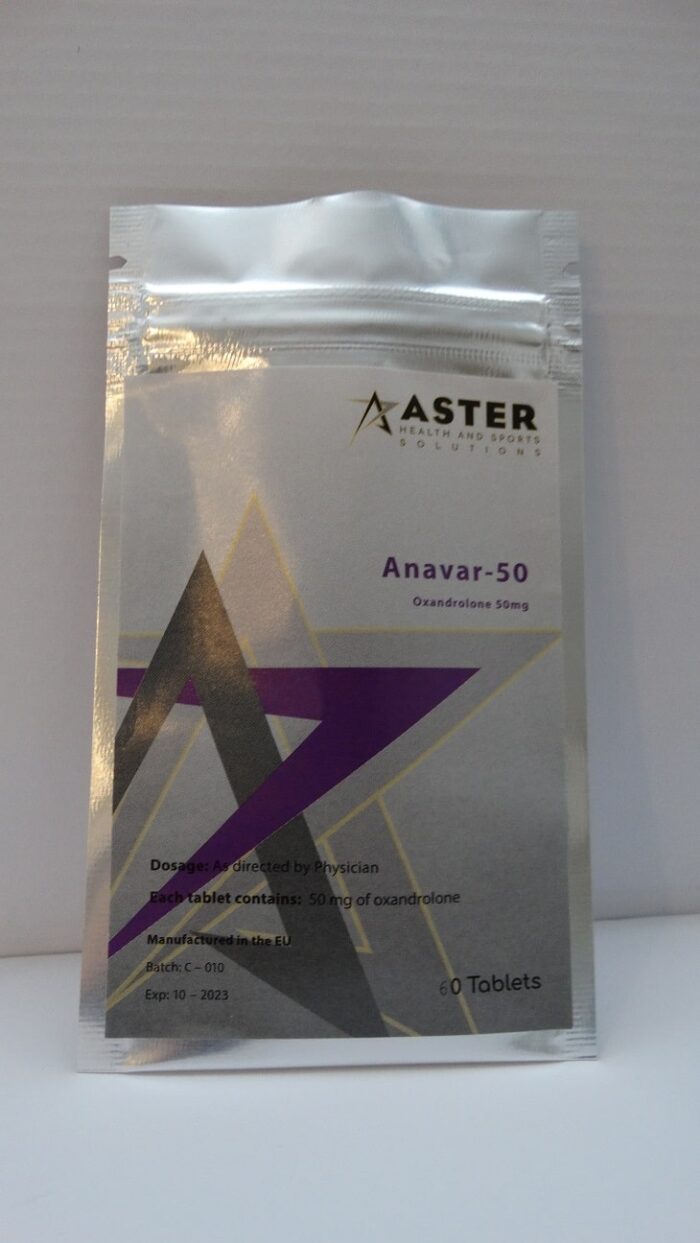 ASTER
HEALTH AND SPORTS
SOLUTIONS
Anavar-50
Oxandrolone 50mg
Dosage: As directed by Physician
Each tablet contains: 50 mg of oxandrolone
Manufactured in the EU
Batch: C – 010
Exp: 10 – 2023
60 Tablets